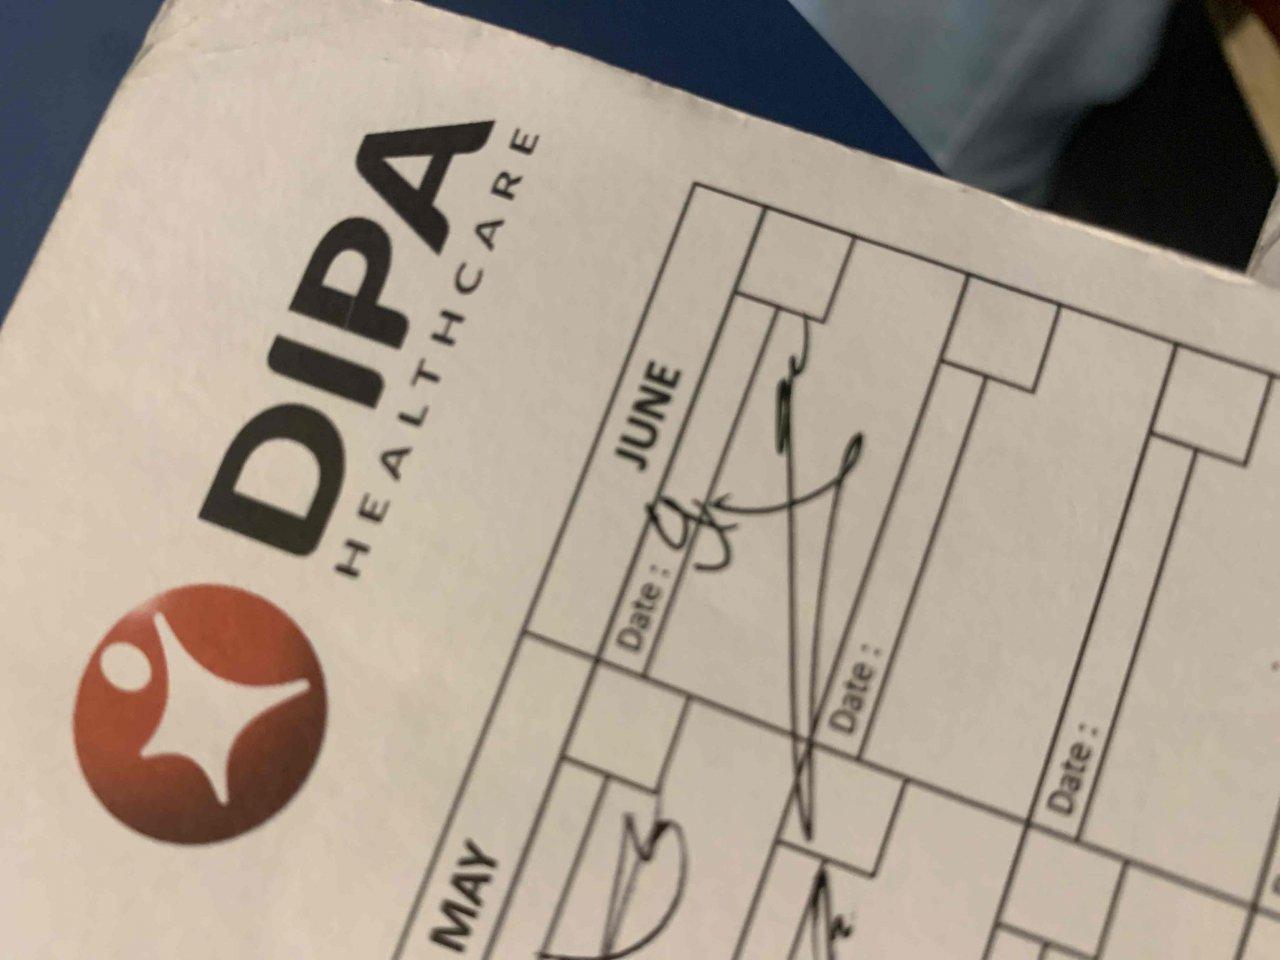 DIPA
HEALTHCARE
MAY
JUNE
Date :
Date :
Date :